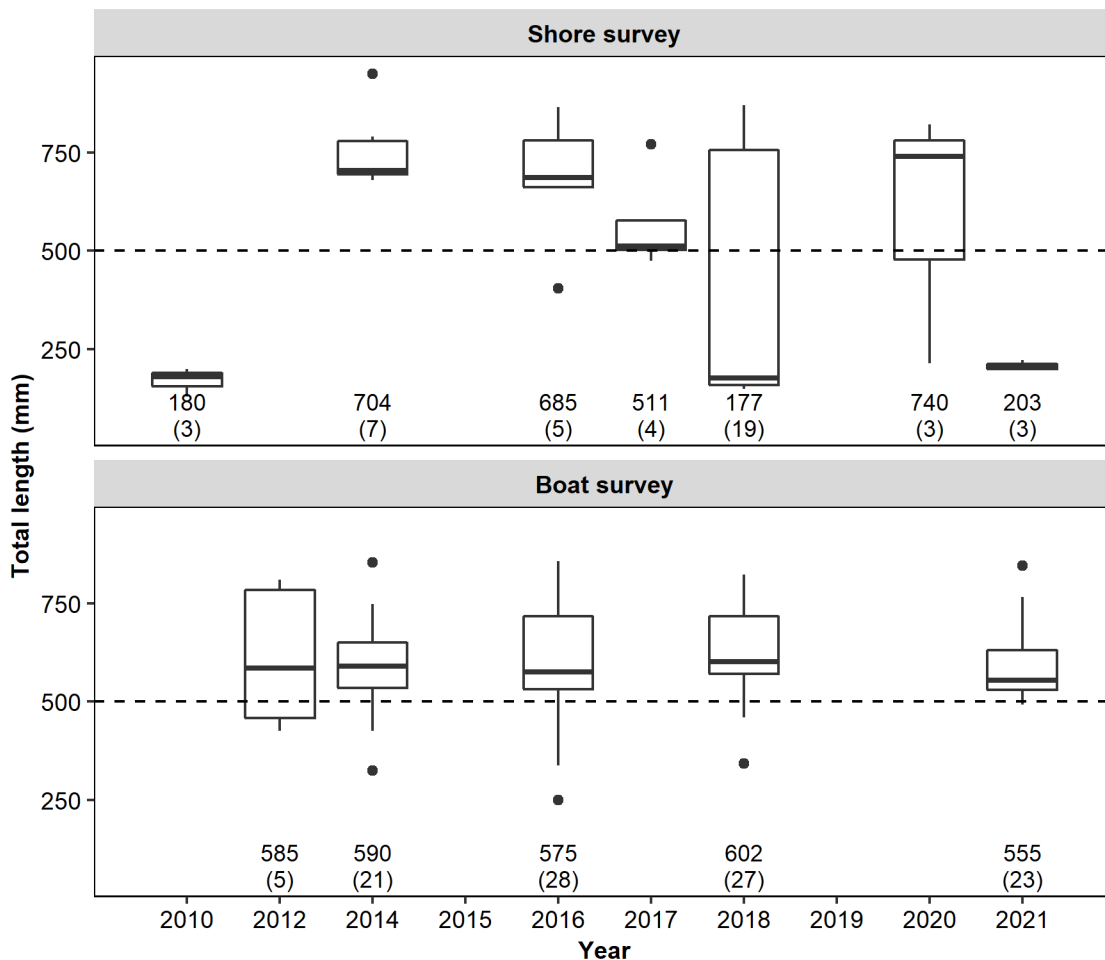 Shore survey
750
500
250
180 704 685 511 177 740 203
(3) (7) (5) (4) (19) (3) (3)
Total length (mm)
Boat survey
750
500
250
585 590 575 602 555
(5) (21) (28) (27) (23)
2010 2012 2014 2015 2016 2017 2018 2019 2020 2021
Year